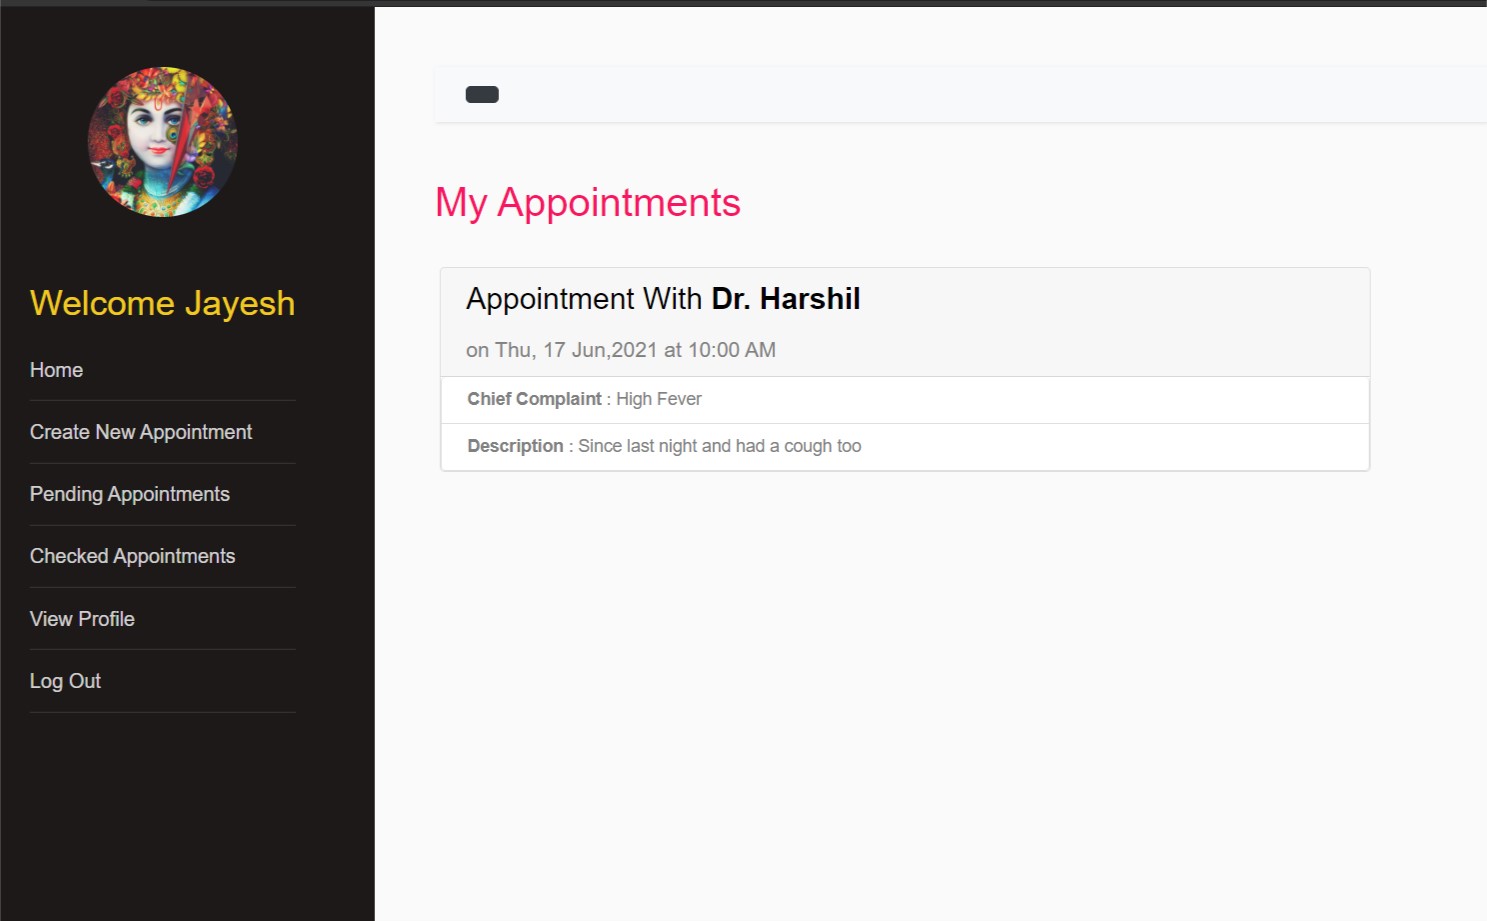 Welcome Jayesh
Home
Create New Appointment
Pending Appointments
Checked Appointments
View Profile
Log Out
My Appointments
Appointment With Dr. Harshil
on Thu, 17 Jun,2021 at 10:00 AM
Chief Complaint : High Fever
Description : Since last night and had a cough too